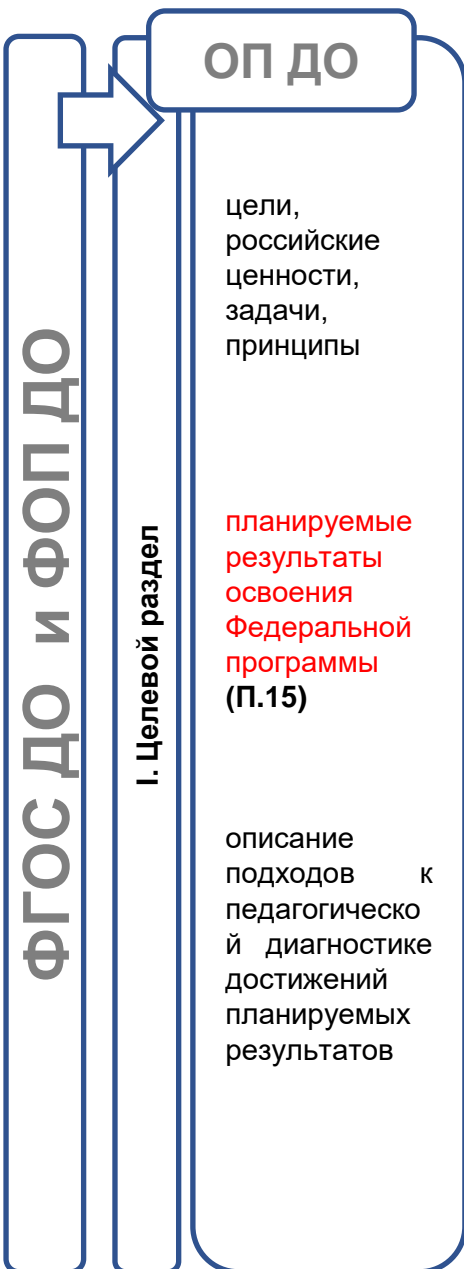 ОП ДО
ФГОС ДО и ФОП ДО
I. Целевой раздел
цели,
российские
ценности,
задачи,
принципы
планируемые
результаты
освоения
Федеральной
программы
(П.15)
описание
подходов к
педагогическо
й диагностике
достижений
планируемых
результатов